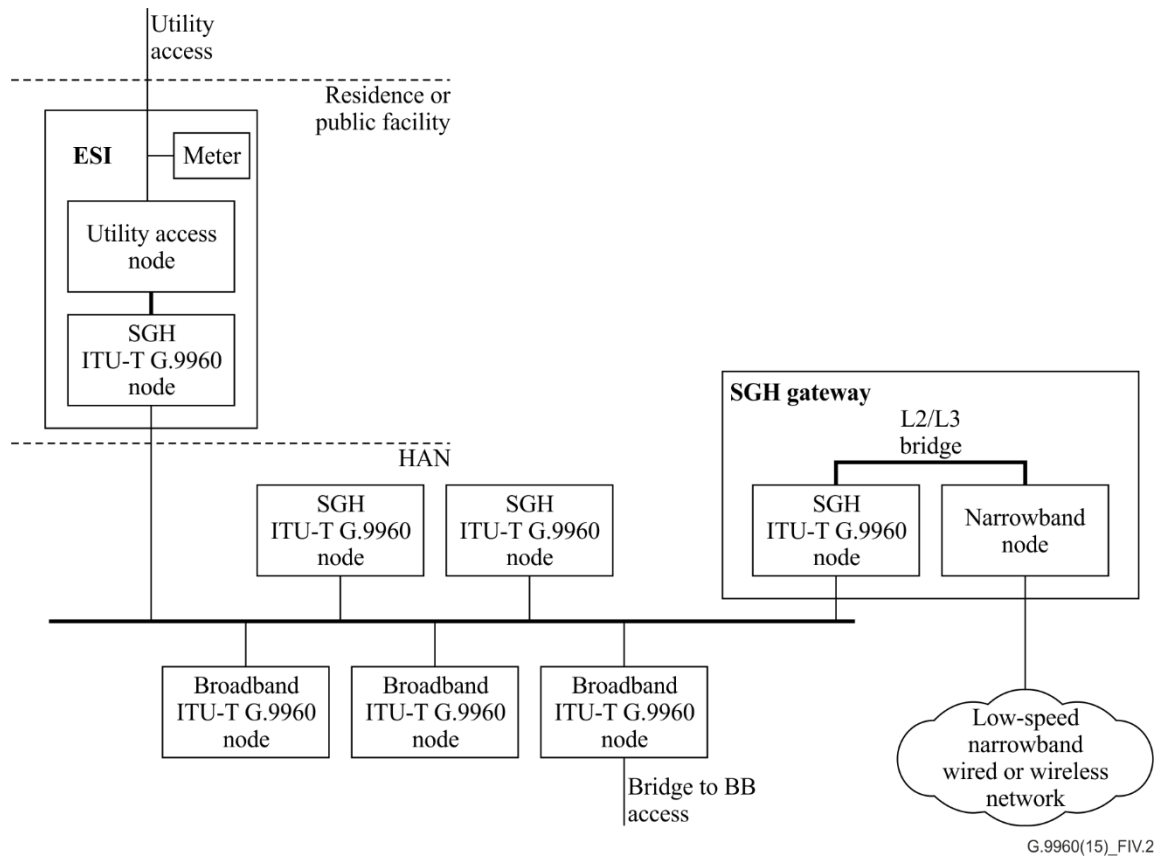 Utility
access
Residence or
public facility
ESI
Meter
Utility access
node
SGH
ITU-T G.9960
node
HAN
SGH gateway
L2/L3
bridge
SGH
ITU-T G.9960
node
SGH
ITU-T G.9960
node
SGH
ITU-T G.9960
node
Narrowband
node
Broadband
ITU-T G.9960
node
Broadband
ITU-T G.9960
node
Broadband
ITU-T G.9960
node
Bridge to BB
access
Low-speed
narrowband
wired or wireless
network
G.9960(15)_FIV.2